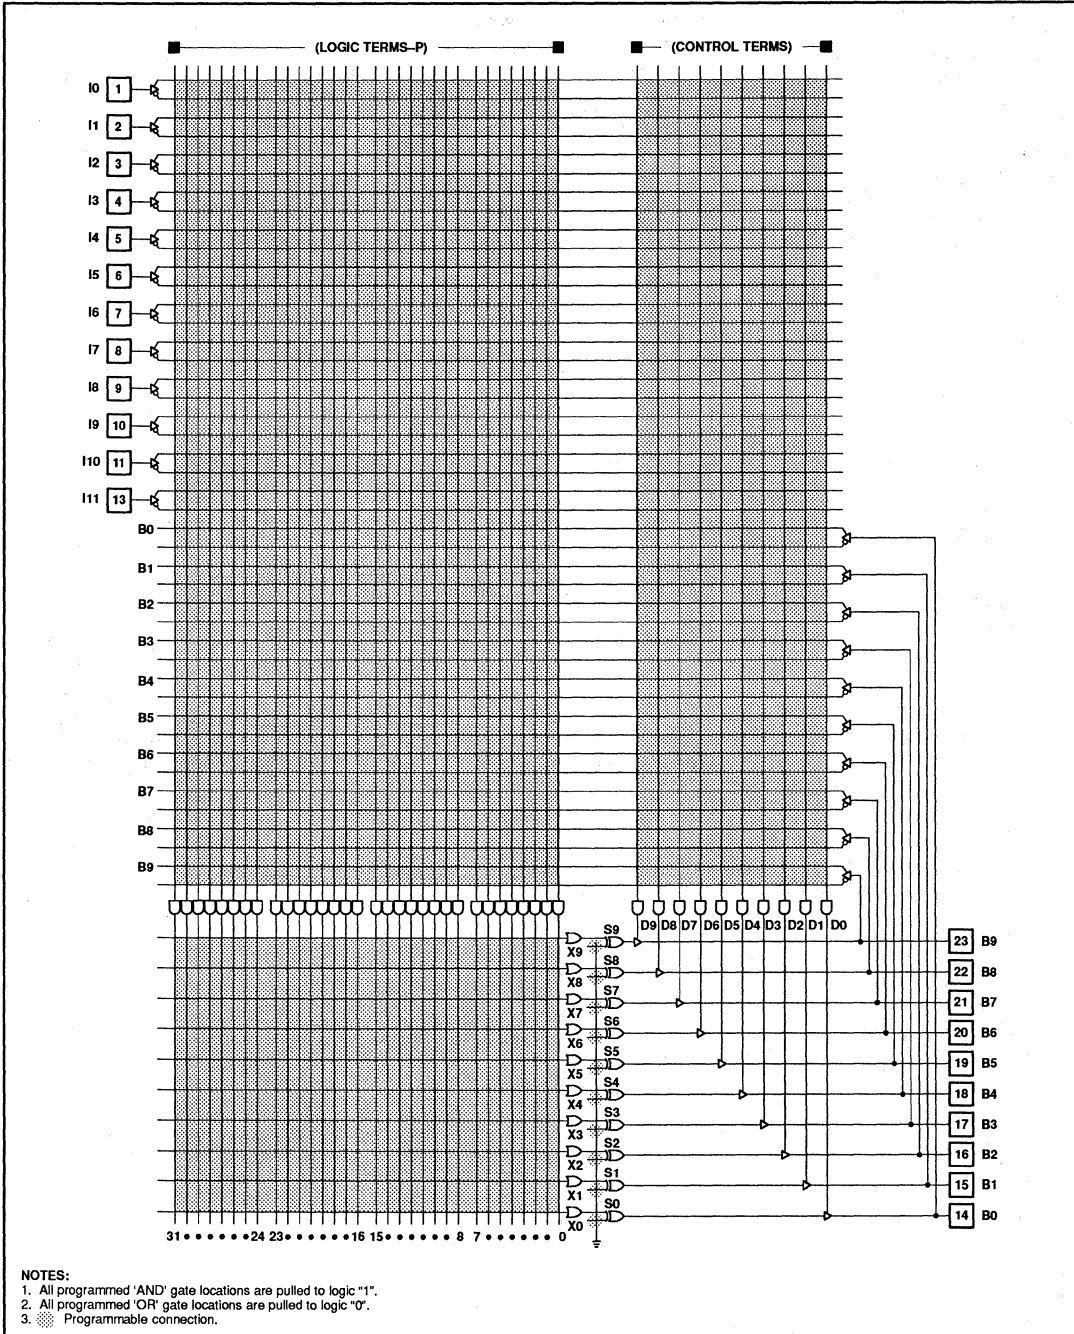 (LOGIC TERMS–P) (CONTROL TERMS)
I0 1
I1 2
I2 3
I3 4
I4 5
I5 6
I6 7
I7 8
I8 9
I9 10
I10 11
I11 13
B0
B1
B2
B3
B4
B5
B6
B7
B8
B9
D9 D8 D7 D6 D5 D4 D3 D2 D1 D0
S9
X9
23 B9
S8
X8
22 B8
S7
X7
21 B7
S6
X6
20 B6
S5
X5
19 B5
S4
X4
18 B4
S3
X3
17 B3
S2
X2
16 B2
S1
X1
15 B1
S0
X0
14 B0
31 24 23 16 15 8 7 0
NOTES:
1. All programmed 'AND' gate locations are pulled to logic "1".
2. All programmed 'OR' gate locations are pulled to logic "0".
3. Programmable connection.